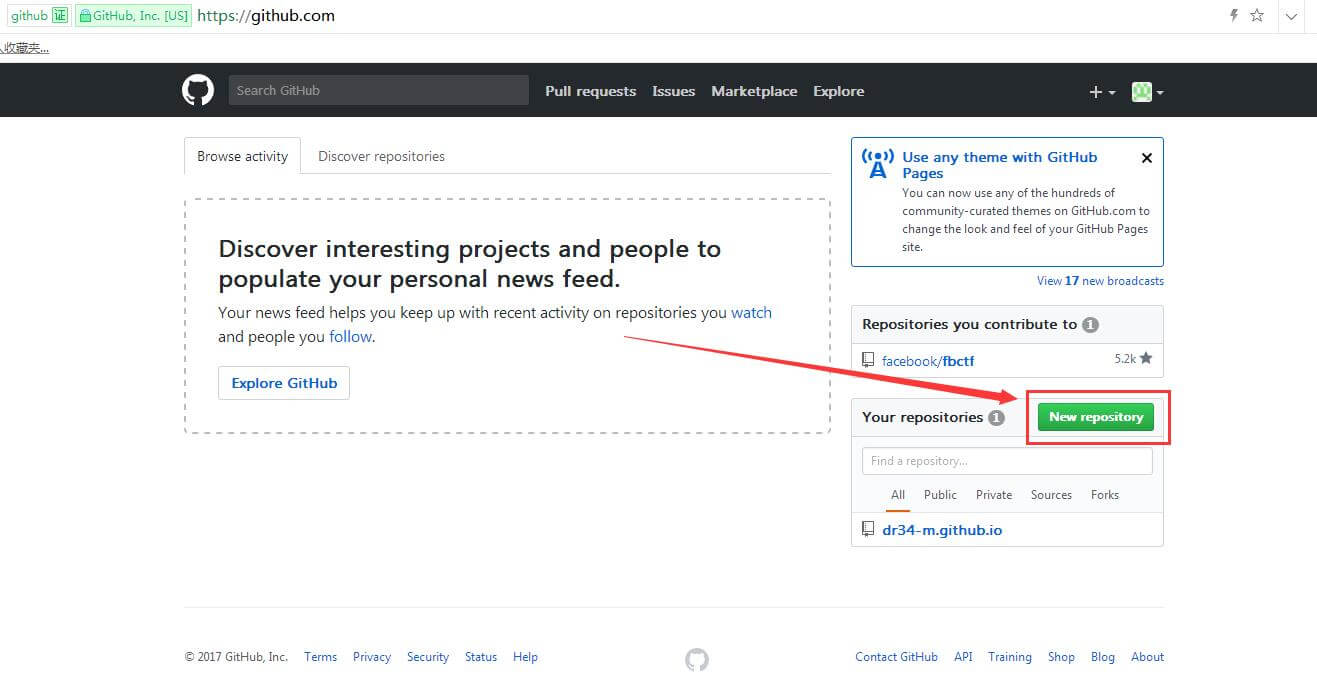 github 证 GitHub, Inc. [US] https://github.com
收藏夹...
Search GitHub Pull requests Issues Marketplace Explore
Browse activity Discover repositories
Discover interesting projects and people to
populate your personal news feed.
Your news feed helps you keep up with recent activity on repositories you watch
and people you follow.
Explore GitHub
Use any theme with GitHub
Pages
You can now use any of the hundreds of
community-curated themes on GitHub.com to
change the look and feel of your GitHub Pages
site.
View 17 new broadcasts
Repositories you contribute to 1
facebook/fbctf 5.2k
Your repositories 1 New repository
Find a repository...
All Public Private Sources Forks
dr34-m.github.io
© 2017 GitHub, Inc. Terms Privacy Security Status Help
Contact GitHub API Training Shop Blog About